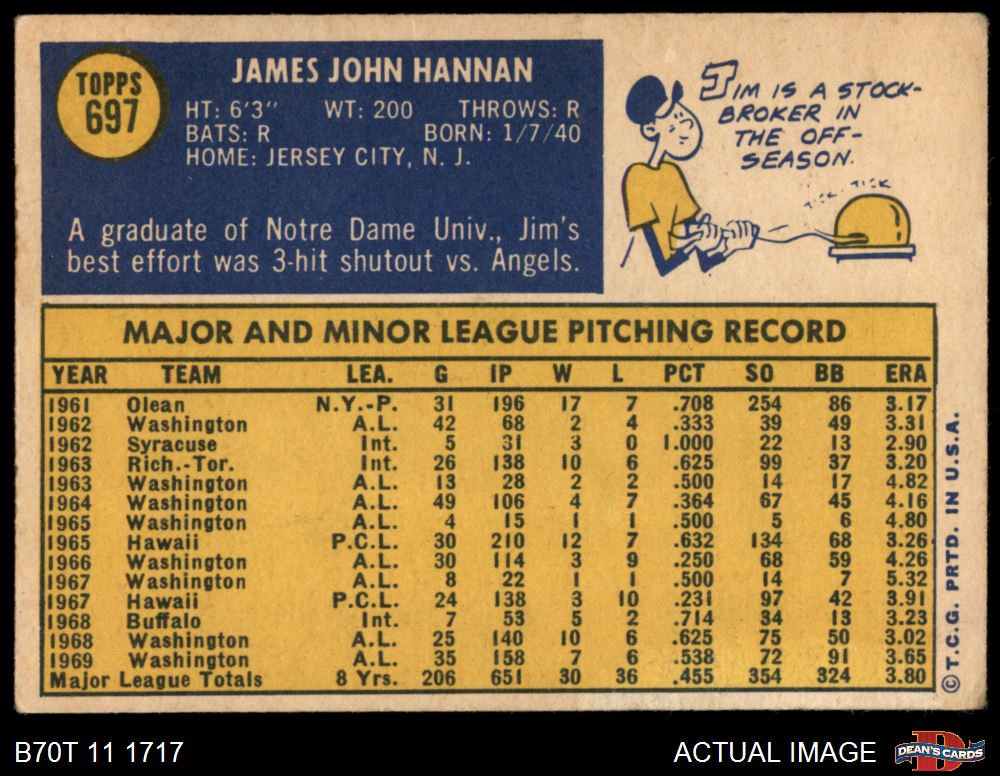 TOPPS
697
JAMES JOHN HANNAN
HT: 6'3" WT: 200 THROWS: R
BATS: R BORN: 1/7/40
HOME: JERSEY CITY, N. J.
A graduate of Notre Dame Univ., Jim's
best effort was 3-hit shutout vs. Angels.
JIM IS A STOCK-
BROKER IN
THE OFF-
SEASON.
TICK TICK
MAJOR AND MINOR LEAGUE PITCHING RECORD
YEAR TEAM LEA. G IP W L PCT SO BB ERA
1961 Olean N.Y.-P. 31 196 17 7 .708 254 86 3.17
1962 Washington A.L. 42 68 2 4 .333 39 49 3.31
1962 Syracuse Int. 5 31 3 0 1.000 22 13 2.90
1963 Rich.-Tor. Int. 26 138 10 6 .625 99 37 3.20
1963 Washington A.L. 13 28 2 2 .500 14 17 4.82
1964 Washington A.L. 49 106 4 7 .364 67 45 4.16
1965 Washington A.L. 4 15 1 1 .500 5 6 4.80
1965 Hawaii P.C.L. 30 210 12 7 .632 134 68 3.26
1966 Washington A.L. 30 114 3 9 .250 68 59 4.26
1967 Washington A.L. 8 22 1 1 .500 14 7 5.32
1967 Hawaii P.C.L. 24 138 3 10 .231 97 42 3.91
1968 Buffalo Int. 7 53 5 2 .714 34 13 3.23
1968 Washington A.L. 25 140 10 6 .625 75 50 3.02
1969 Washington A.L. 35 158 7 6 .538 72 91 3.65
Major League Totals 8 Yrs. 206 651 30 36 .455 354 324 3.80
© T.C.G. PRTD. IN U.S.A.
B70T 11 1717
ACTUAL IMAGE
DEAN'S CARDS